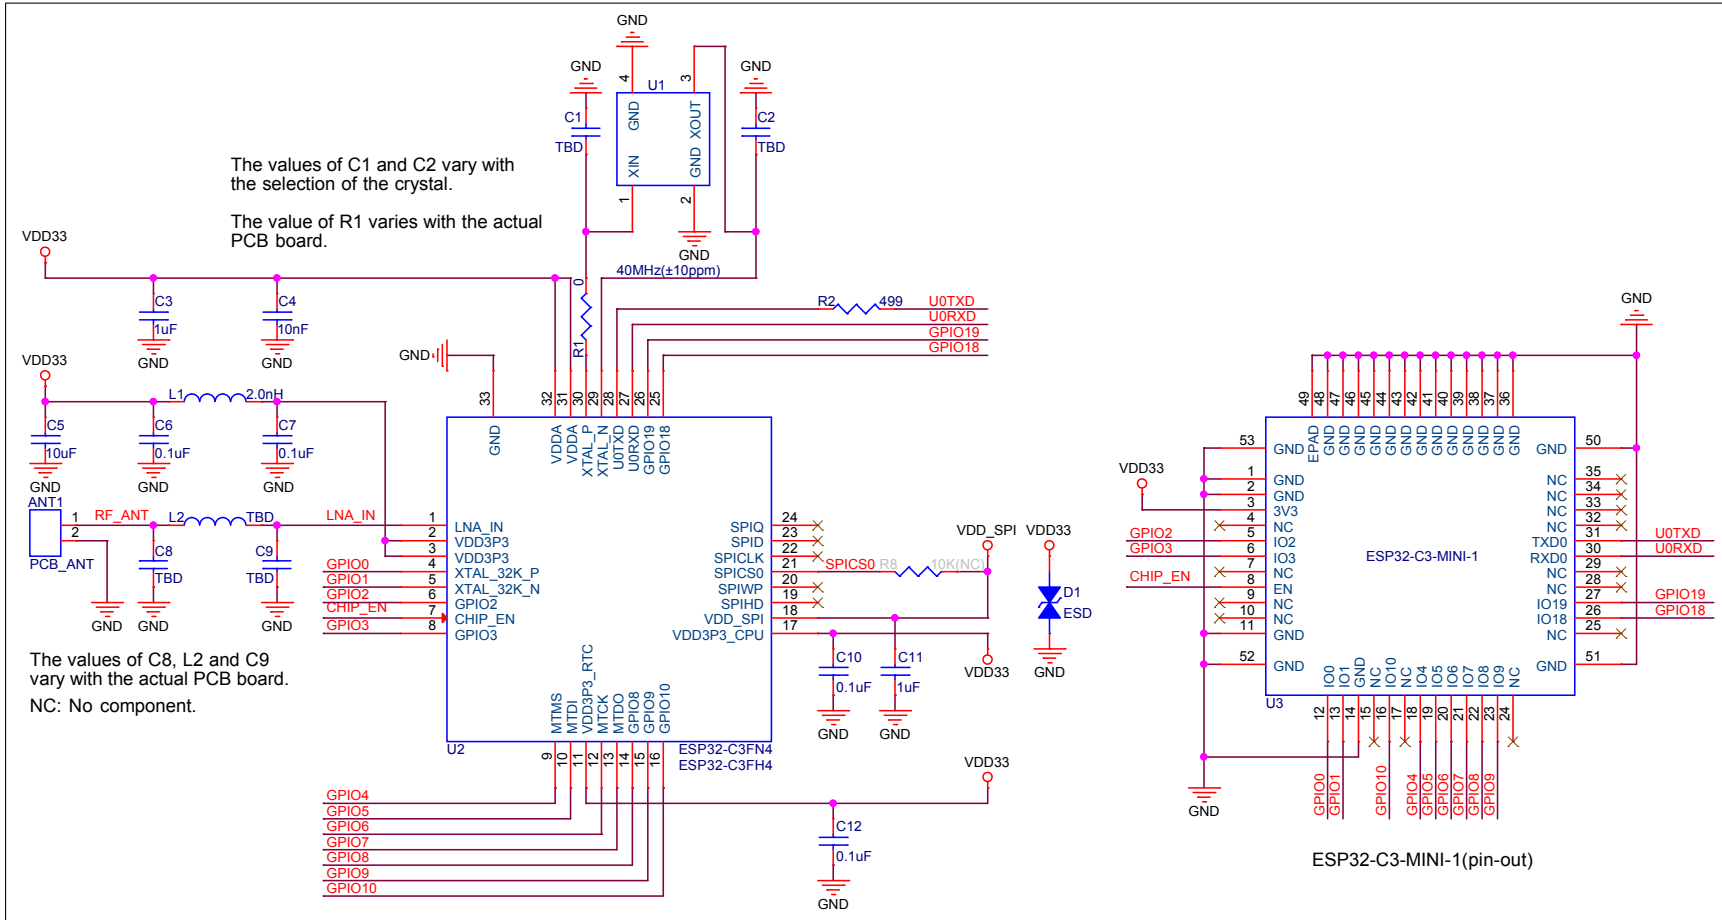 The values of C1 and C2 vary with
the selection of the crystal.
The value of R1 varies with the actual
PCB board.
GND
GND
GND
4
3
U1
C1
TBD
GND
XOUT
XIN
GND
1
2
C2
TBD
GND
40MHz(±10ppm)
VDD33
C3
1uF
GND
C4
10nF
GND
0
R1
R2
499
U0TXD
U0RXD
GPIO19
GPIO18
VDD33
L1
2.0nH
C5
10uF
GND
C6
0.1uF
GND
C7
0.1uF
GND
GND
33
32
31
30
29
28
27
26
25
GND
VDDA
VDDA
XTAL_P
XTAL_N
U0TXD
U0RXD
GPIO19
GPIO18
ANT1
1
2
PCB_ANT
RF_ANT
L2
TBD
LNA_IN
C8
TBD
C9
TBD
GND
GND
GND
GPIO0
GPIO1
GPIO2
CHIP_EN
GPIO3
1
2
3
4
5
6
7
8
LNA_IN
VDD3P3
VDD3P3
XTAL_32K_P
XTAL_32K_N
GPIO2
CHIP_EN
GPIO3
SPIQ
SPID
SPICLK
SPICS0
SPIWP
SPIHD
VDD_SPI
VDD3P3_CPU
24
23
22
21
20
19
18
17
SPICS0
R8
10K(NC)
VDD_SPI
VDD33
D1
ESD
GND
VDD33
C10
0.1uF
GND
C11
1uF
GND
The values of C8, L2 and C9
vary with the actual PCB board.
NC: No component.
MTMS
MTDI
VDD3P3_RTC
MTCK
MTDO
GPIO8
GPIO9
GPIO10
U2
ESP32-C3FN4
ESP32-C3FH4
9
10
11
12
13
14
15
16
GPIO4
GPIO5
GPIO6
GPIO7
GPIO8
GPIO9
GPIO10
VDD33
C12
0.1uF
GND
GND
49
48
47
46
45
44
43
42
41
40
39
38
37
36
EPAD
GND
GND
GND
GND
GND
GND
GND
GND
GND
GND
GND
GND
GND
VDD33
GPIO2
GPIO3
CHIP_EN
53
1
2
3
4
5
6
7
8
9
10
11
52
GND
GND
GND
3V3
NC
IO2
IO3
NC
EN
NC
NC
GND
GND
ESP32-C3-MINI-1
GND
NC
NC
NC
NC
TXD0
RXD0
NC
NC
IO19
IO18
NC
GND
50
35
34
33
32
31
30
29
28
27
26
25
51
U0TXD
U0RXD
GPIO19
GPIO18
IO0
IO1
GND
NC
IO10
NC
IO4
IO5
IO6
IO7
IO8
IO9
NC
U3
12
13
14
15
16
17
18
19
20
21
22
23
24
GPIO0
GPIO1
GPIO10
GPIO4
GPIO5
GPIO6
GPIO7
GPIO8
GPIO9
GND
ESP32-C3-MINI-1(pin-out)